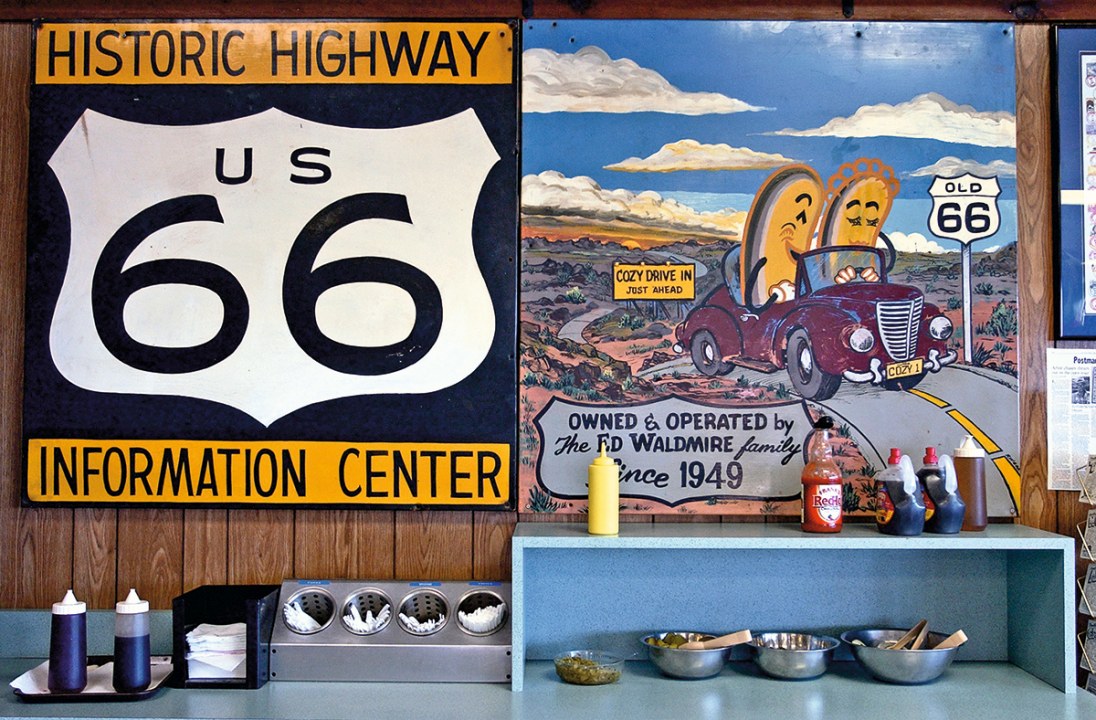 HISTORIC HIGHWAY
US
66
INFORMATION CENTER
OLD
66
COZY DRIVE IN
JUST AHEAD
COZY 1
OWNED & OPERATED by
The ED WALDMIRE family
Since 1949
FRANK'S
RedHot